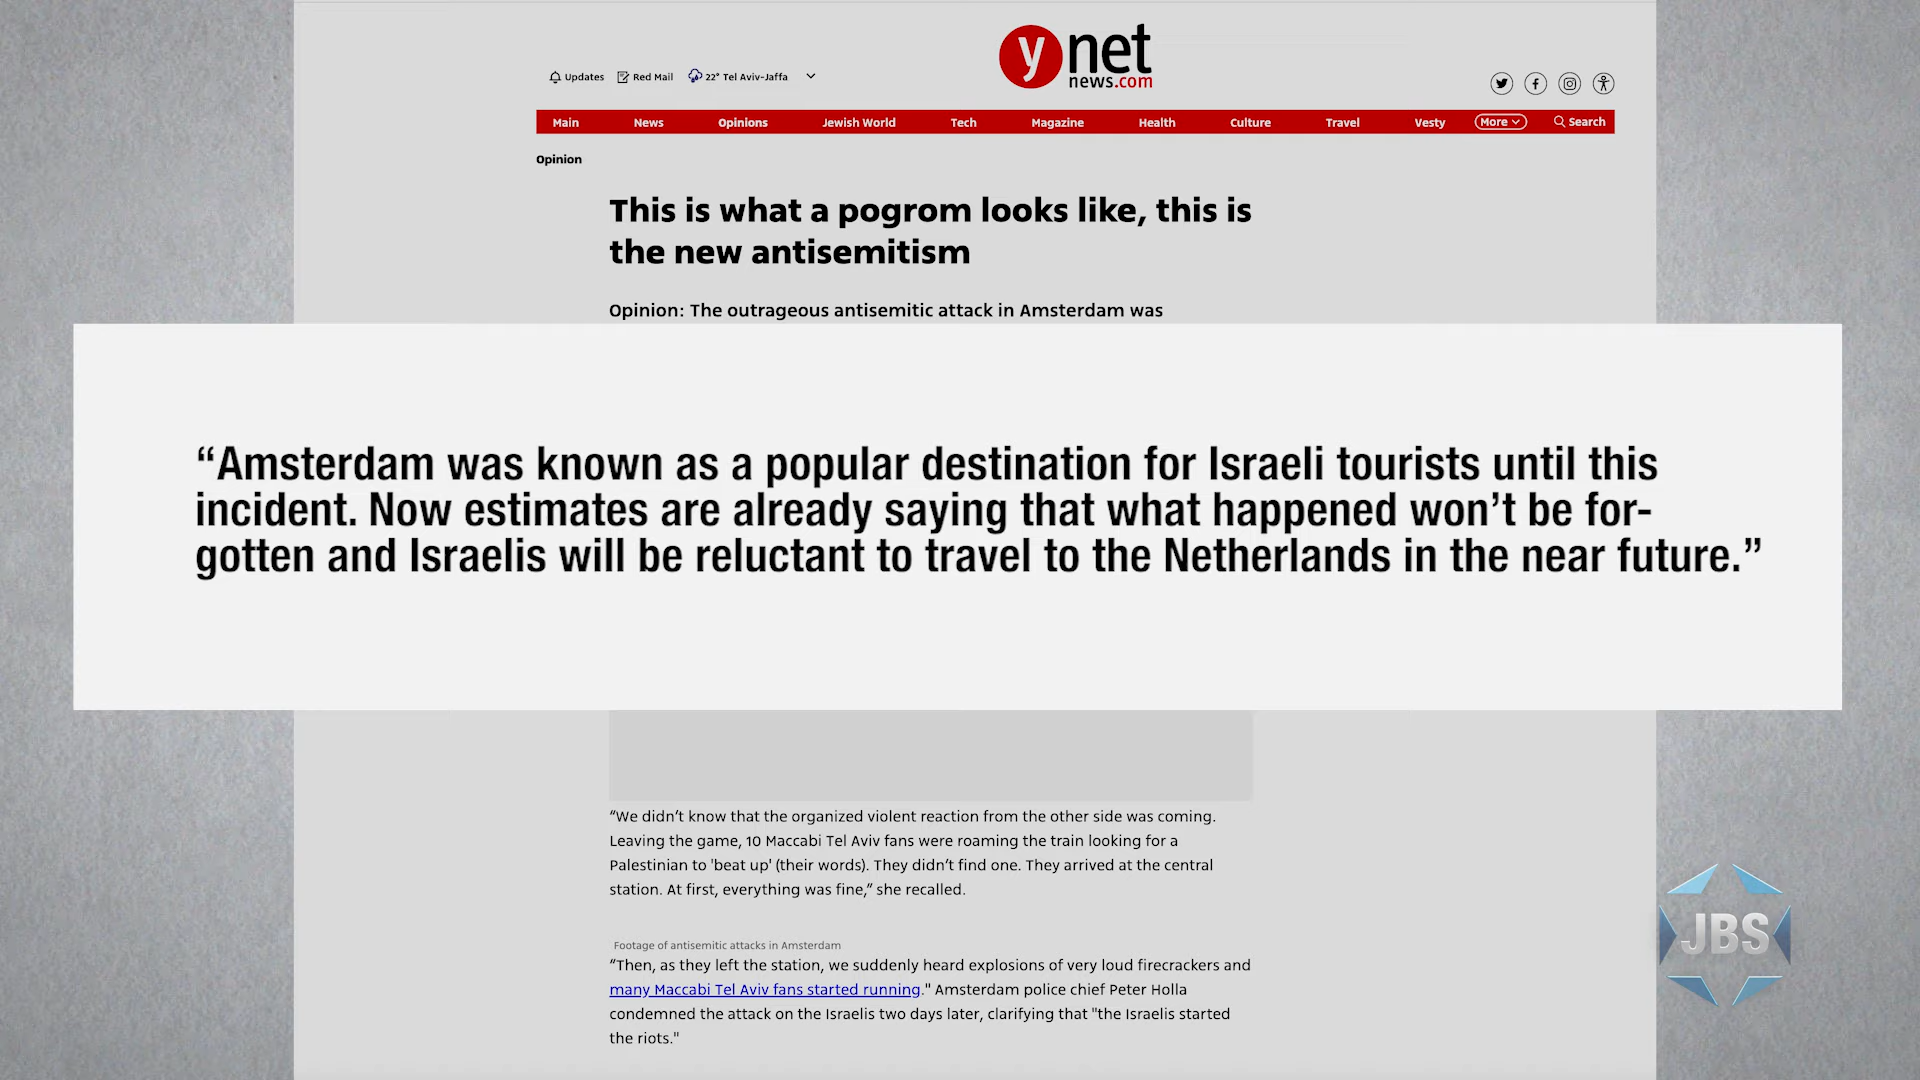 ynet
news.com
Updates Red Mail 22° Tel Aviv-Jaffa
Main News Opinions Jewish World Tech Magazine Health Culture Travel Vesty More Search
Opinion
This is what a pogrom looks like, this is
the new antisemitism
Opinion: The outrageous antisemitic attack in Amsterdam was
“Amsterdam was known as a popular destination for Israeli tourists until this
incident. Now estimates are already saying that what happened won’t be for-
gotten and Israelis will be reluctant to travel to the Netherlands in the near future.”
“We didn’t know that the organized violent reaction from the other side was coming.
Leaving the game, 10 Maccabi Tel Aviv fans were roaming the train looking for a
Palestinian to 'beat up' (their words). They didn’t find one. They arrived at the central
station. At first, everything was fine,” she recalled.
Footage of antisemitic attacks in Amsterdam
“Then, as they left the station, we suddenly heard explosions of very loud firecrackers and
many Maccabi Tel Aviv fans started running." Amsterdam police chief Peter Holla
condemned the attack on the Israelis two days later, clarifying that "the Israelis started
the riots."
JBS